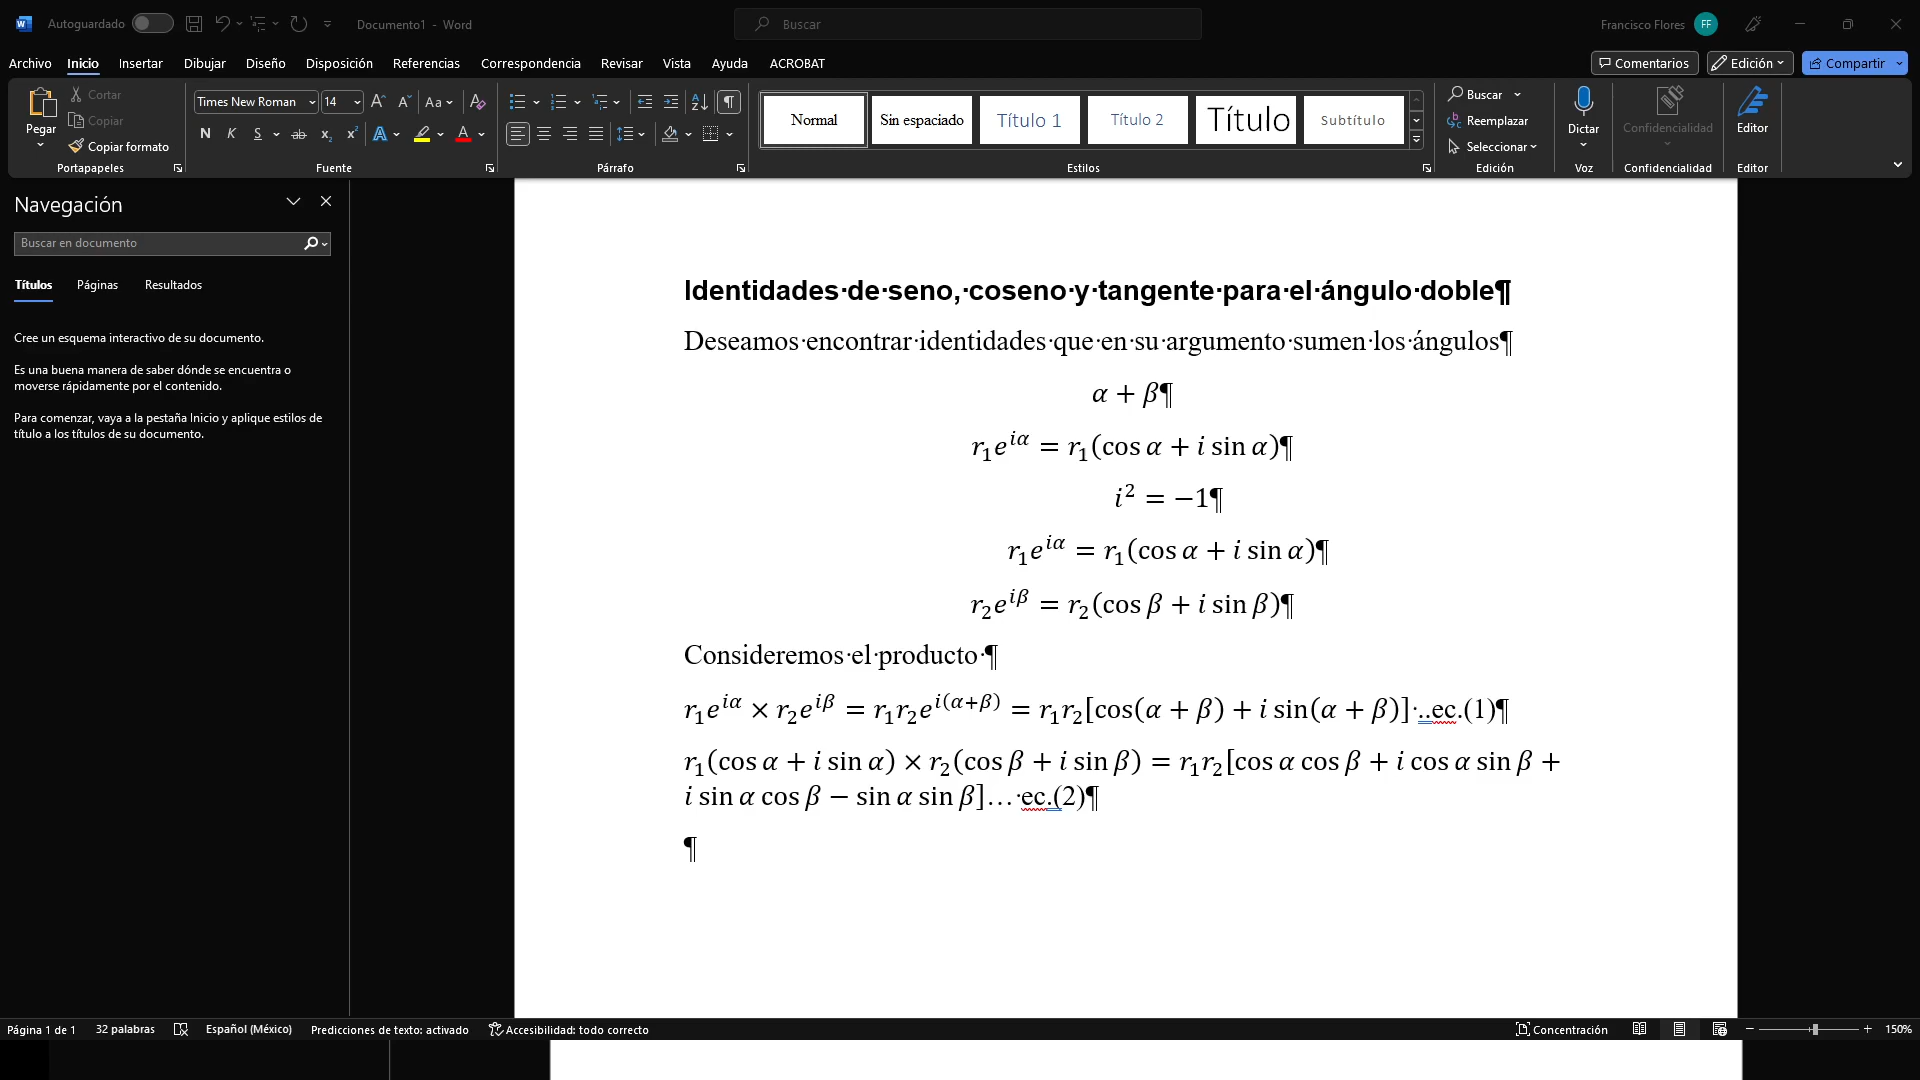 Autoguardado
Documento1 - Word
Buscar
Francisco Flores
FF
Archivo Inicio Insertar Dibujar Diseño Disposición Referencias Correspondencia Revisar Vista Ayuda ACROBAT
Comentarios
Edición
Compartir
Pegar
Cortar
Copiar
Copiar formato
Portapapeles
Times New Roman
14
Aa
N K S ab x₂ x² A A
Fuente
Párrafo
Normal
Sin espaciado
Título 1
Título 2
Título
Subtítulo
Estilos
Buscar
Reemplazar
Seleccionar
Edición
Dictar
Voz
Confidencialidad
Confidencialidad
Editor
Editor
Navegación
Buscar en documento
Títulos Páginas Resultados
Cree un esquema interactivo de su documento.
Es una buena manera de saber dónde se encuentra o
moverse rápidamente por el contenido.
Para comenzar, vaya a la pestaña Inicio y aplique estilos de
título a los títulos de su documento.
Identidades·de·seno,·coseno·y·tangente·para·el·ángulo·doble¶
Deseamos·encontrar·identidades·que·en·su·argumento·sumen·los·ángulos¶
α + β¶
r₁e^{iα} = r₁(cos α + i sin α)¶
i² = −1¶
r₁e^{iα} = r₁(cos α + i sin α)¶
r₂e^{iβ} = r₂(cos β + i sin β)¶
Consideremos·el·producto·¶
r₁e^{iα} × r₂e^{iβ} = r₁r₂e^{i(α+β)} = r₁r₂[cos(α + β) + i sin(α + β)]·..ec.(1)¶
r₁(cos α + i sin α) × r₂(cos β + i sin β) = r₁r₂[cos α cos β + i cos α sin β +
i sin α cos β − sin α sin β]…·ec.(2)¶
¶
Página 1 de 1 32 palabras Español (México) Predicciones de texto: activado Accesibilidad: todo correcto
Concentración
150%